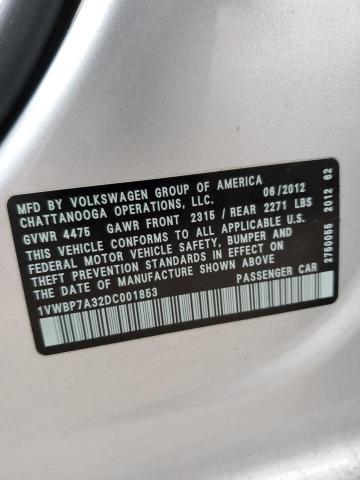 MFD BY VOLKSWAGEN GROUP OF AMERICA
CHATTANOOGA OPERATIONS, LLC. 06/2012
GVWR 4475 GAWR FRONT 2315 / REAR 2271 LBS
THIS VEHICLE CONFORMS TO ALL APPLICABLE U.S.
FEDERAL MOTOR VEHICLE SAFETY, BUMPER AND
THEFT PREVENTION STANDARDS IN EFFECT ON
THE DATE OF MANUFACTURE SHOWN ABOVE
PASSENGER CAR
1VWBP7A32DC001853
2750055 2012 62